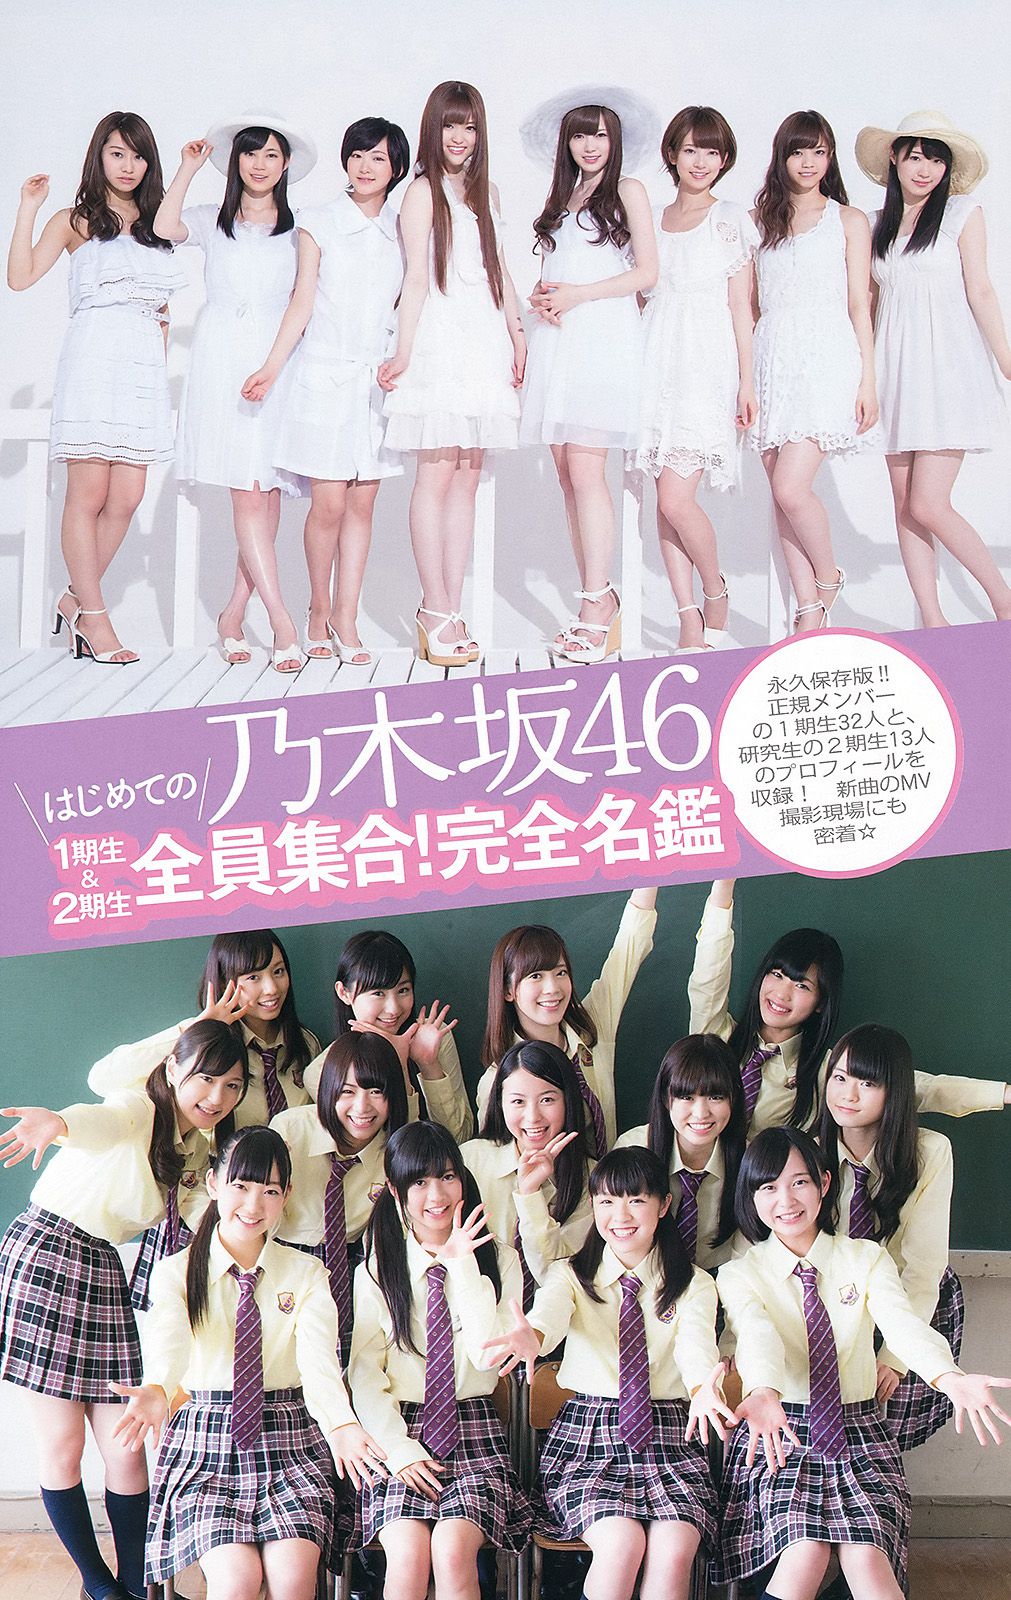 永久保存版!!
正規メンバー
の1期生32人と、
研究生の2期生13人
のプロフィールを
収録! 新曲のMV
撮影現場にも
密着☆
はじめての
乃木坂46
1期生
&
2期生
全員集合!完全名鑑